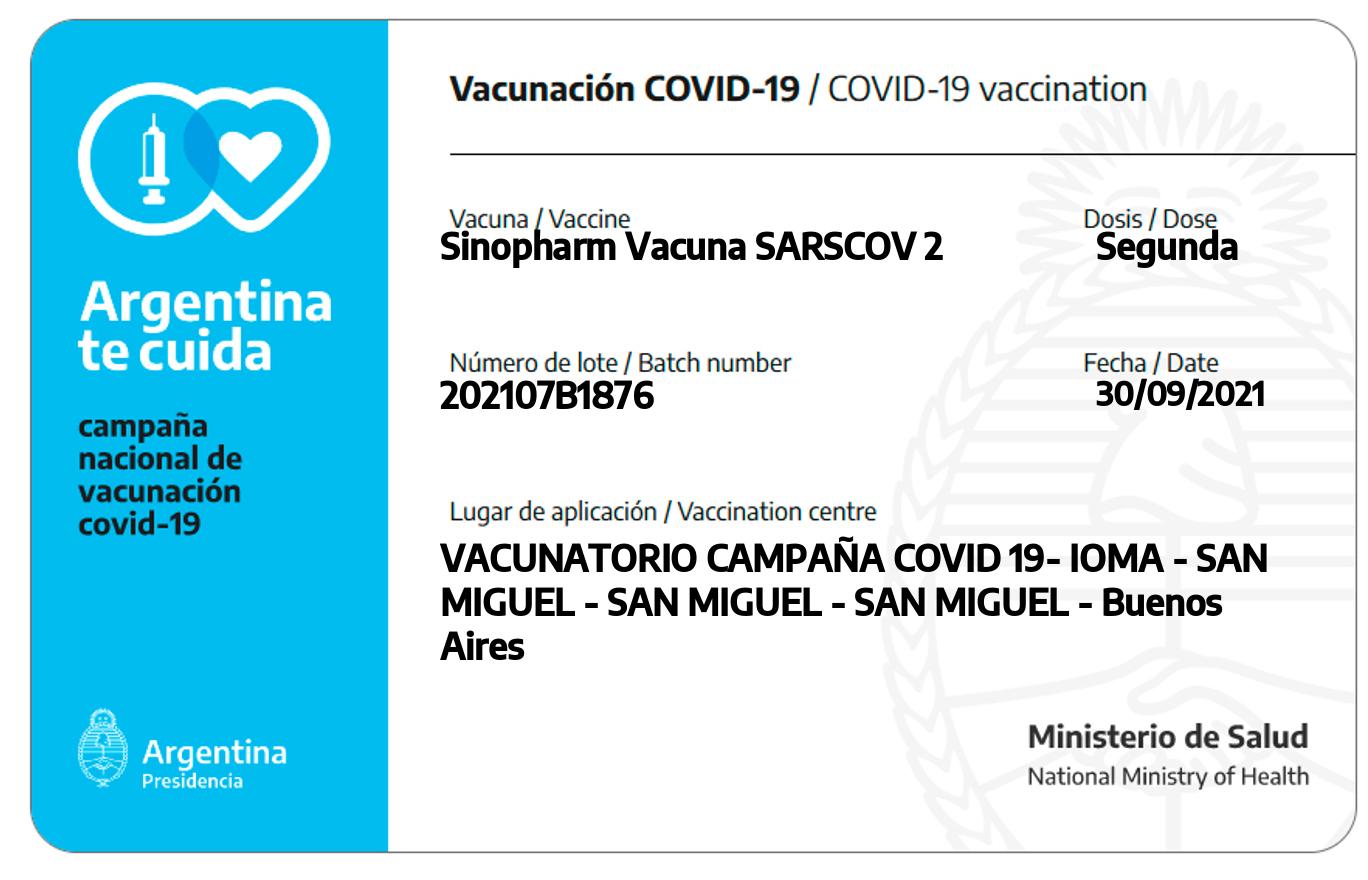 Argentina
te cuida
campaña
nacional de
vacunación
covid-19
Argentina
Presidencia
Vacunación COVID-19 / COVID-19 vaccination
Vacuna / Vaccine
Sinopharm Vacuna SARSCOV 2
Dosis / Dose
Segunda
Número de lote / Batch number
202107B1876
Fecha / Date
30/09/2021
Lugar de aplicación / Vaccination centre
VACUNATORIO CAMPAÑA COVID 19- IOMA - SAN
MIGUEL - SAN MIGUEL - SAN MIGUEL - Buenos
Aires
Ministerio de Salud
National Ministry of Health